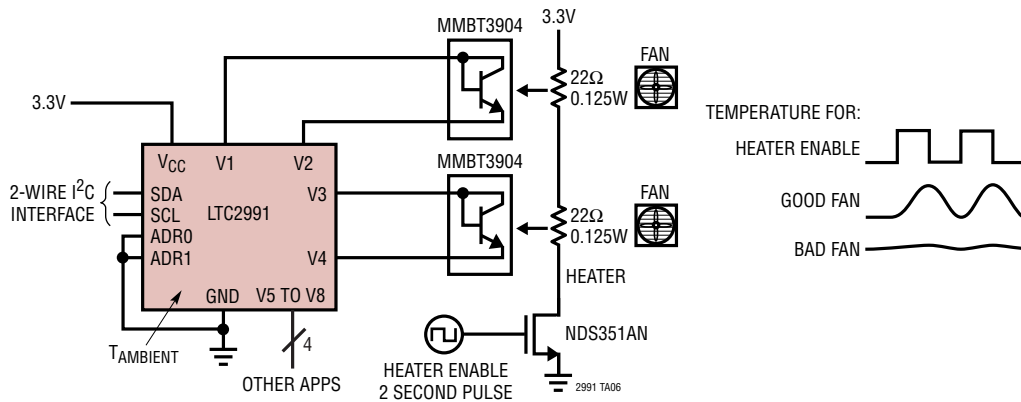 MMBT3904
3.3V
FAN
22Ω
0.125W
3.3V
VCC
V1
V2
MMBT3904
2-WIRE I²C
INTERFACE
SDA
SCL
ADR0
ADR1
LTC2991
V3
V4
FAN
22Ω
0.125W
HEATER
GND
V5 TO V8
TAMBIENT
4
OTHER APPS
HEATER ENABLE
2 SECOND PULSE
NDS351AN
2991 TA06
TEMPERATURE FOR:
HEATER ENABLE
GOOD FAN
BAD FAN